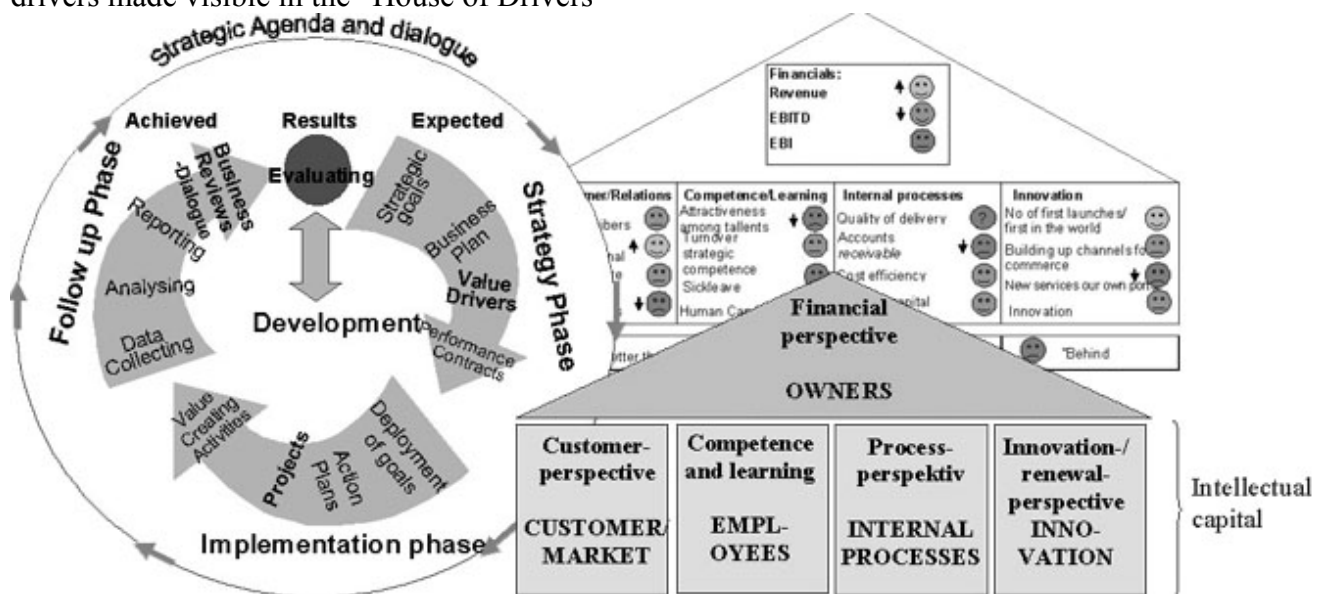 drivers made visible in the "House of Drivers"
Strategic Agenda and dialogue
Achieved
Results
Expected
Follow up Phase
Strategy Phase
Business
Reviews
-Dialogue
Reporting
Analysing
Data
Collecting
Evaluating
Development
Strategic
goals
Business
Plan
Value
Drivers
Performance
Contracts
Deployment
of goals
Action
Plans
Projects
Value
Creating
Activities
Implementation phase
Financials:
Revenue
EBITD
EBI
mer/Relations
Competence/Learning
Attractiveness
among tallents
Turnover
strategic
competence
Sickleave
Human Ca
Internal processes
Quality of delivery
?
Accounts
receivable
Cost efficiency
capital
Innovation
No of first launches/
first in the world
Building up channels fo
commerce
New services our own por
Innovation
"Behind
Financial
perspective
OWNERS
Customer-
perspective
CUSTOMER/
MARKET
Competence
and learning
EMPL-
OYEES
Process-
perspektiv
INTERNAL
PROCESSES
Innovation-/
renewal-
perspective
INNO-
VATION
Intellectual
capital